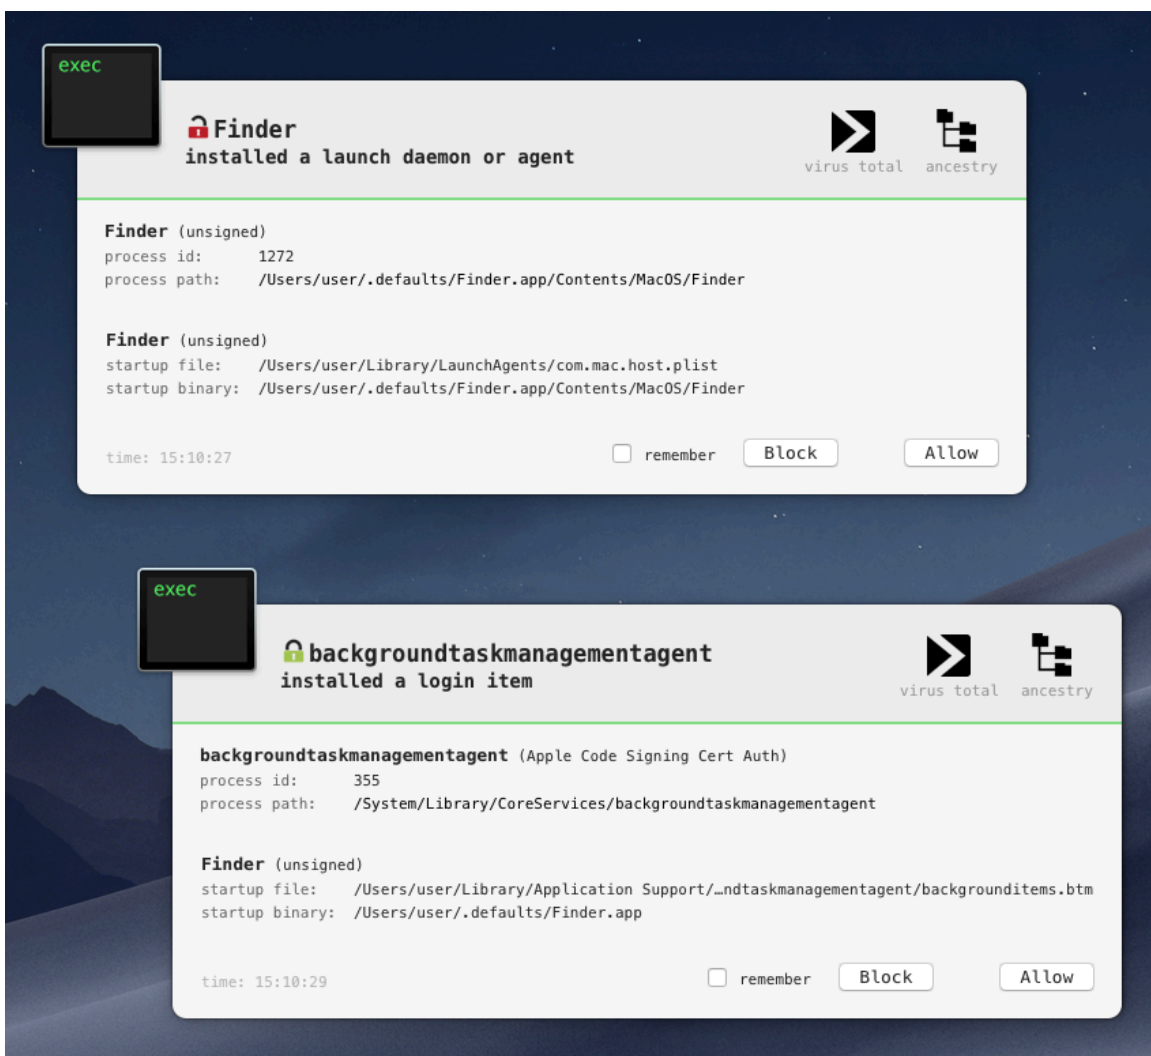 exec
Finder
installed a launch daemon or agent
virus total
ancestry
Finder (unsigned)
process id: 1272
process path: /Users/user/.defaults/Finder.app/Contents/MacOS/Finder
Finder (unsigned)
startup file: /Users/user/Library/LaunchAgents/com.mac.host.plist
startup binary: /Users/user/.defaults/Finder.app/Contents/MacOS/Finder
time: 15:10:27
remember
Block
Allow
exec
backgroundtaskmanagementagent
installed a login item
virus total
ancestry
backgroundtaskmanagementagent (Apple Code Signing Cert Auth)
process id: 355
process path: /System/Library/CoreServices/backgroundtaskmanagementagent
Finder (unsigned)
startup file: /Users/user/Library/Application Support/…ndtaskmanagementagent/backgrounditems.btm
startup binary: /Users/user/.defaults/Finder.app
time: 15:10:29
remember
Block
Allow